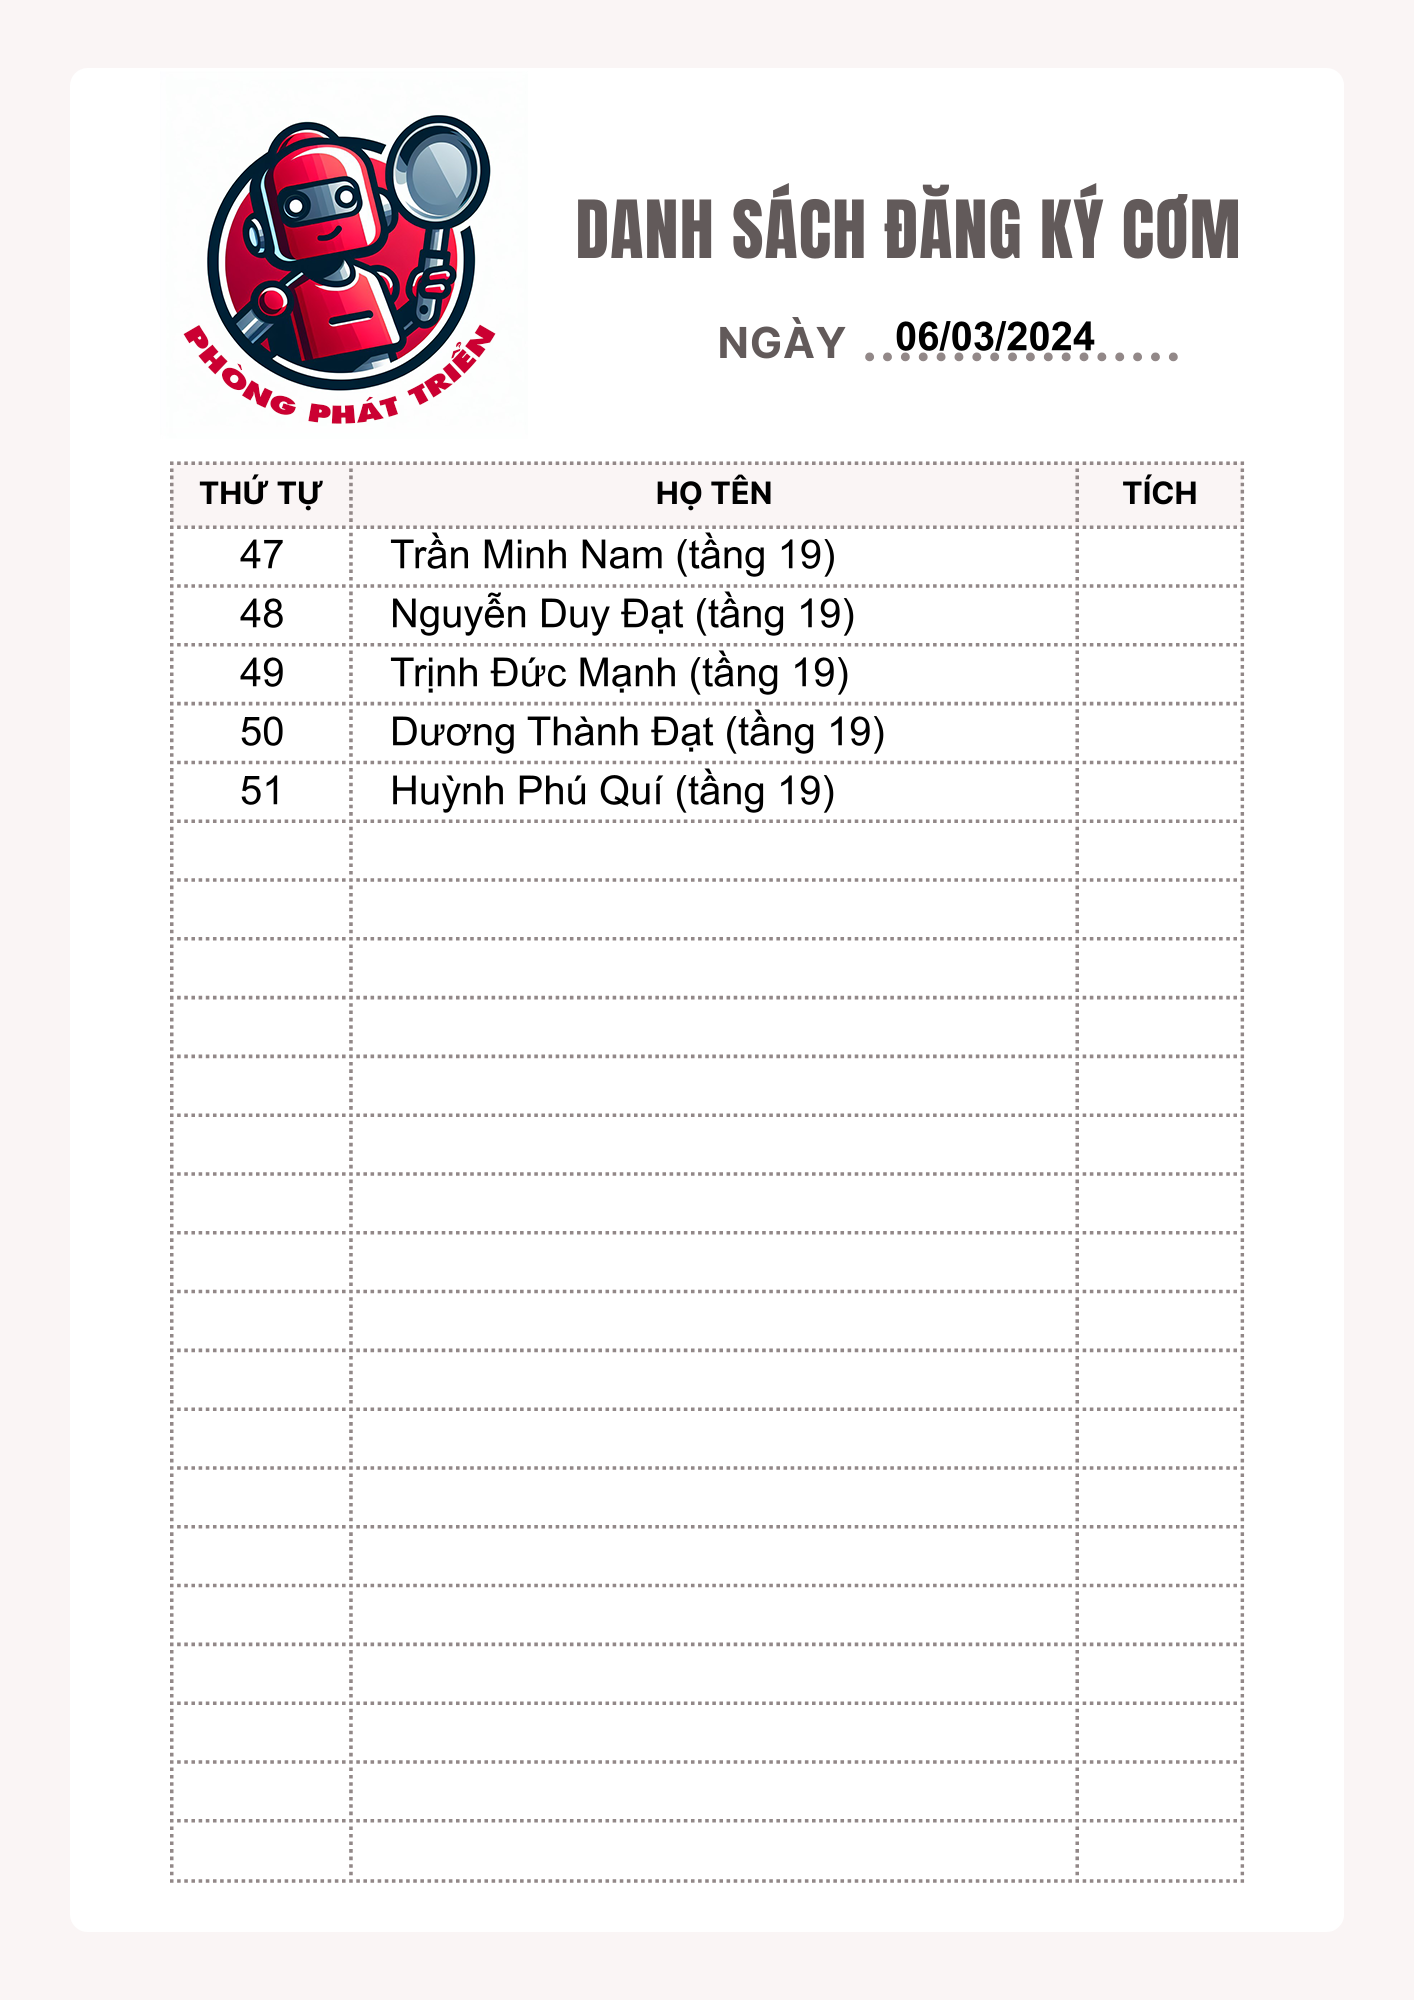 PHÒNG PHÁT TRIỂN
DANH SÁCH ĐĂNG KÝ CƠM
NGÀY 06/03/2024
THỨ TỰ HỌ TÊN TÍCH
47 Trần Minh Nam (tầng 19)
48 Nguyễn Duy Đạt (tầng 19)
49 Trịnh Đức Mạnh (tầng 19)
50 Dương Thành Đạt (tầng 19)
51 Huỳnh Phú Quí (tầng 19)